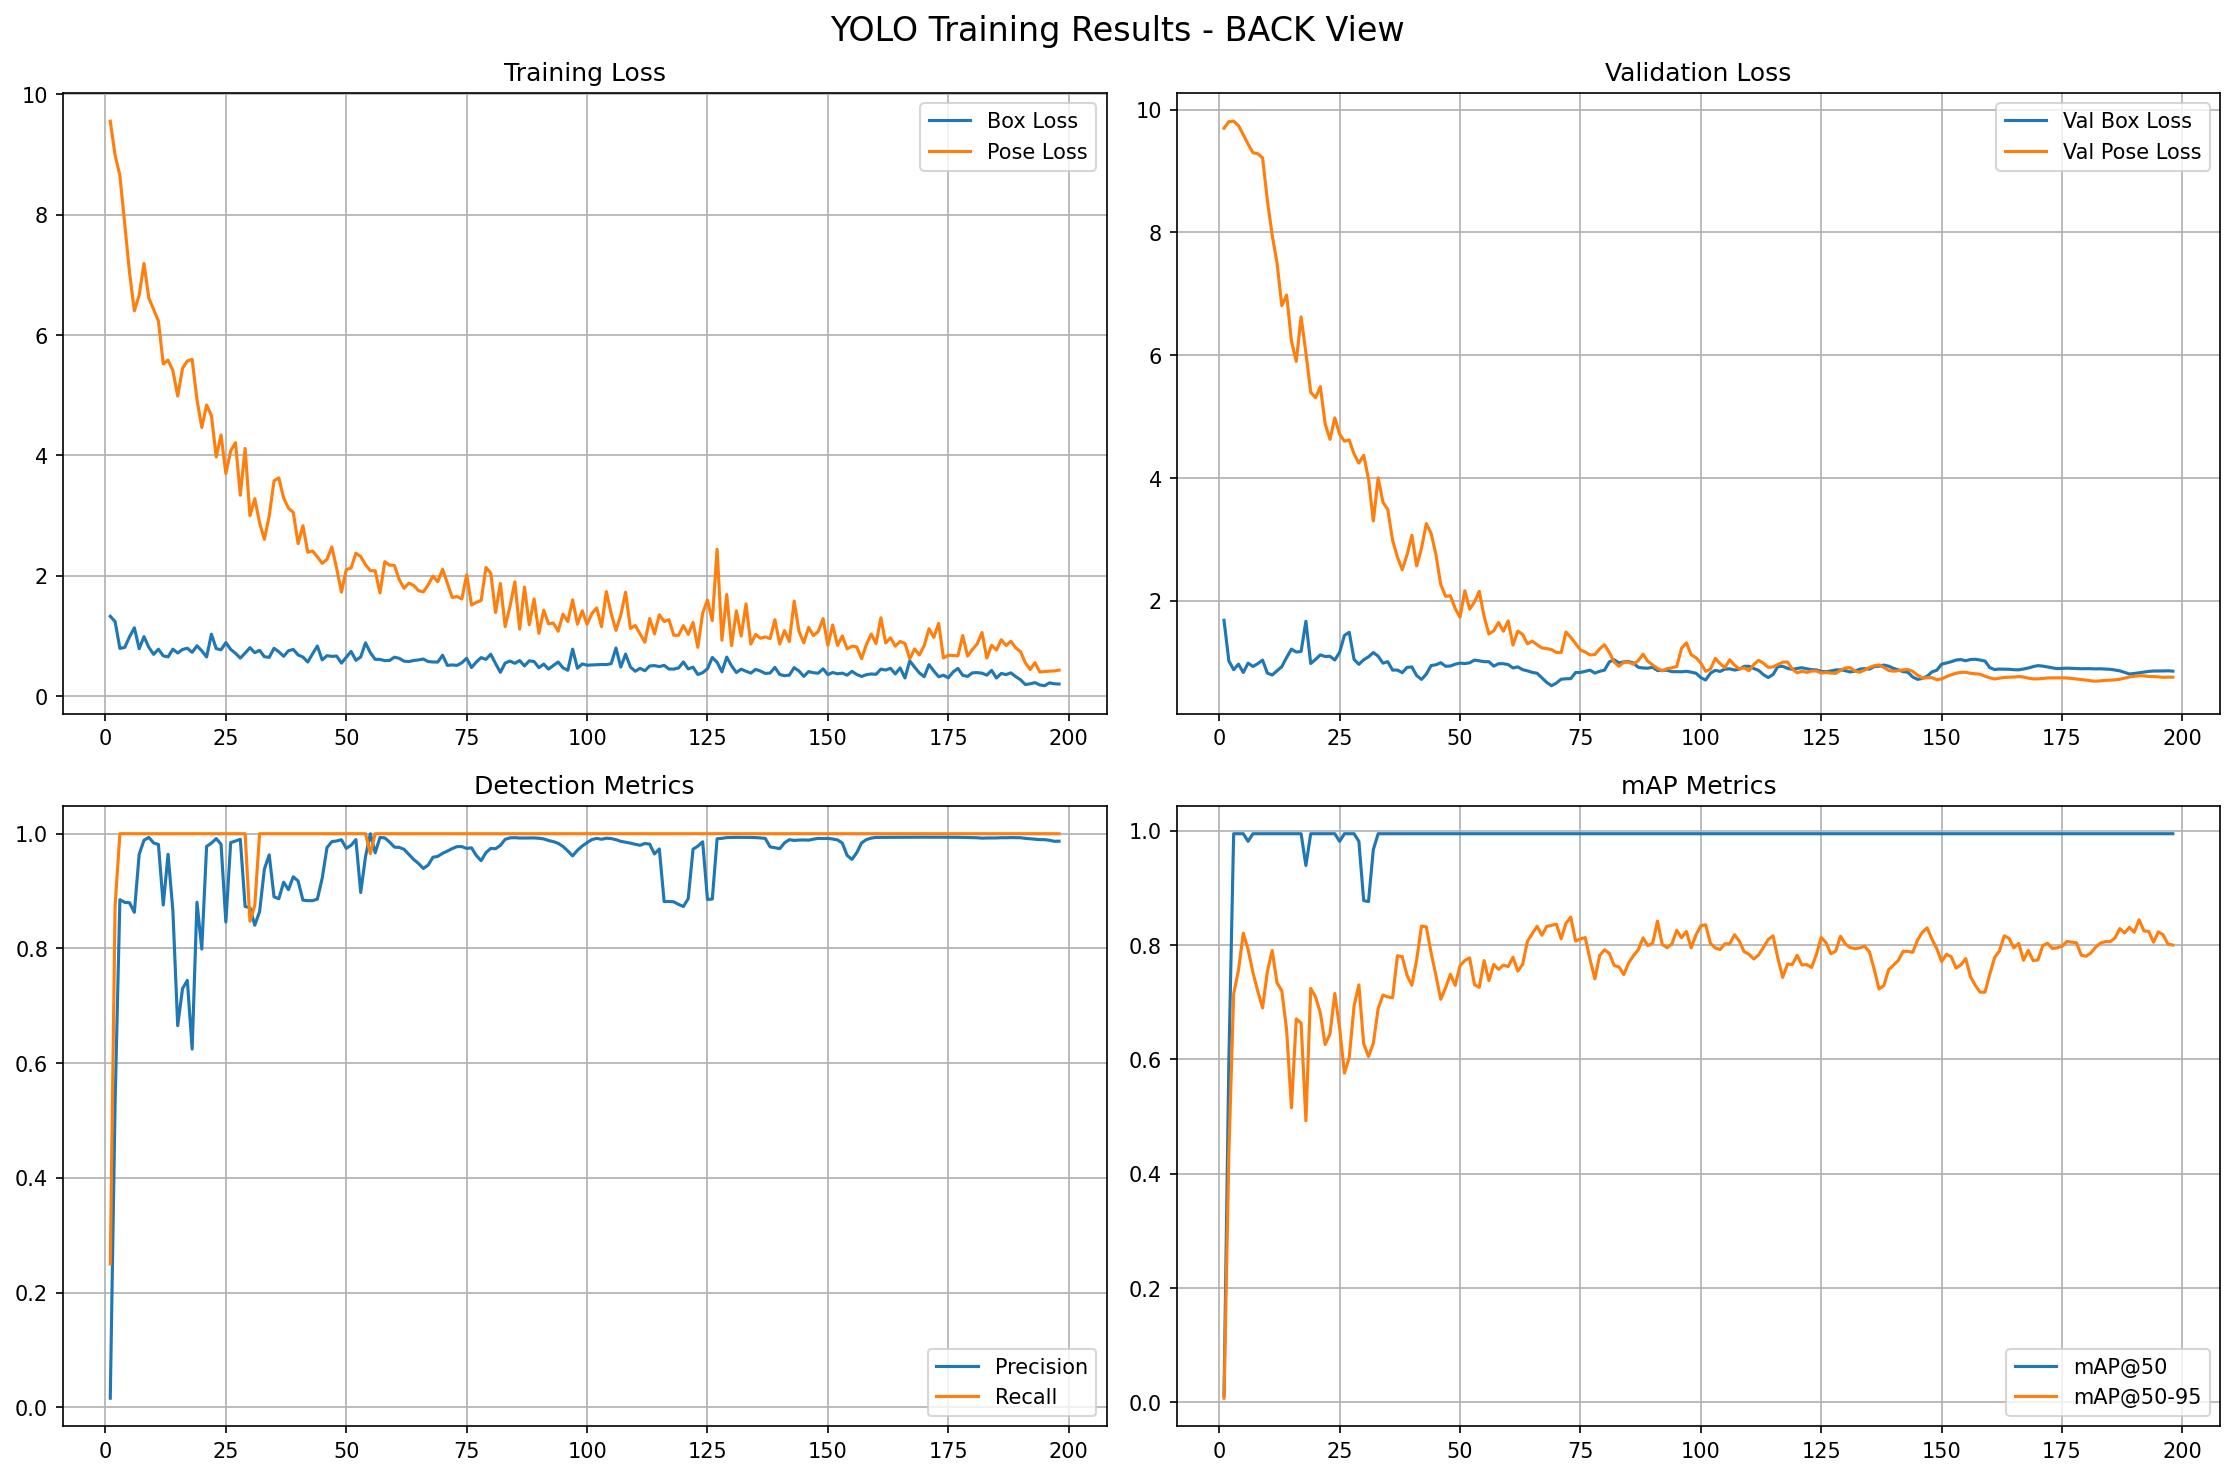 YOLO Training Results - BACK View
Training Loss
10
8
6
4
2
0
0 25 50 75 100 125 150 175 200
Box Loss
Pose Loss
Validation Loss
10
8
6
4
2
0 25 50 75 100 125 150 175 200
Val Box Loss
Val Pose Loss
Detection Metrics
1.0
0.8
0.6
0.4
0.2
0.0
0 25 50 75 100 125 150 175 200
Precision
Recall
mAP Metrics
1.0
0.8
0.6
0.4
0.2
0.0
0 25 50 75 100 125 150 175 200
mAP@50
mAP@50-95